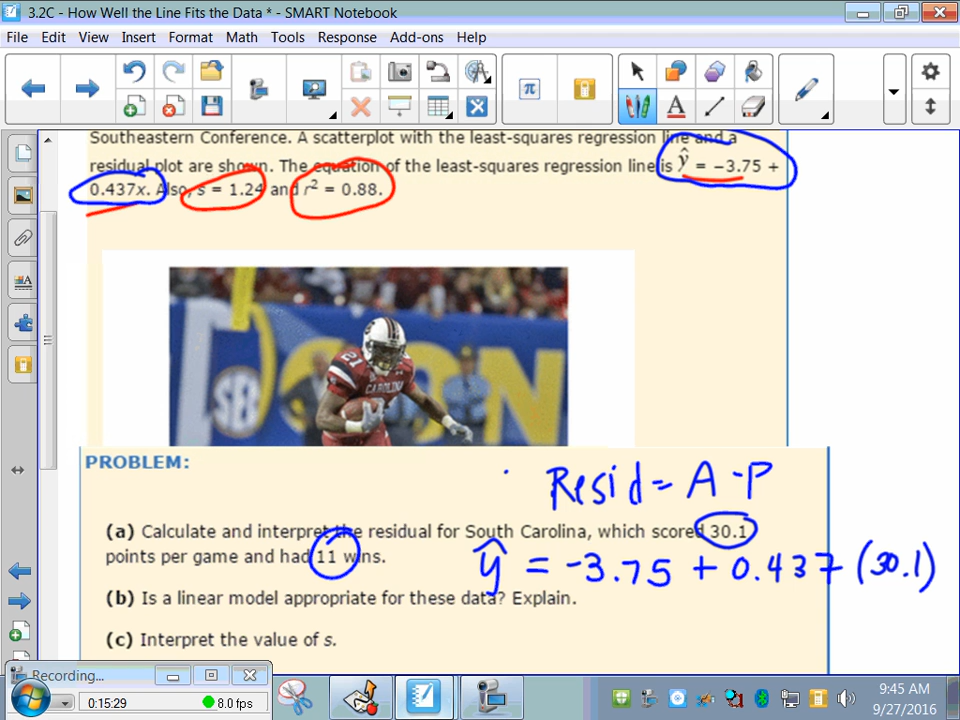 3.2C - How Well the Line Fits the Data * - SMART Notebook
File Edit View Insert Format Math Tools Response Add-ons Help
Southeastern Conference. A scatterplot with the least-squares regression line and a
residual plot are shown. The equation of the least-squares regression line is ŷ = −3.75 +
0.437x. Also, s = 1.24 and r² = 0.88.
SEC
21
CAROLINA
PROBLEM:
Resid = A - P
(a) Calculate and interpret the residual for South Carolina, which scored 30.1
points per game and had 11 wins.
ŷ = -3.75 + 0.437 (30.1)
(b) Is a linear model appropriate for these data? Explain.
(c) Interpret the value of s.
Recording...
0:15:29 8.0 fps
9:45 AM
9/27/2016